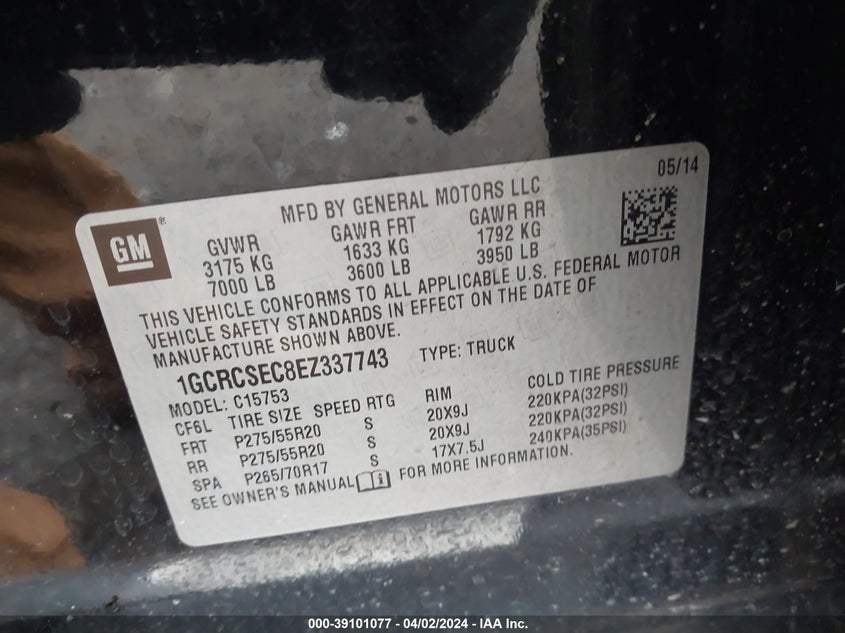 05/14
MFD BY GENERAL MOTORS LLC
GM®
GVWR GAWR FRT GAWR RR
3175 KG 1633 KG 1792 KG
7000 LB 3600 LB 3950 LB
THIS VEHICLE CONFORMS TO ALL APPLICABLE U.S. FEDERAL MOTOR
VEHICLE SAFETY STANDARDS IN EFFECT ON THE DATE OF
MANUFACTURE SHOWN ABOVE.
1GCRCSEC8EZ337743 TYPE: TRUCK
MODEL: C15753
CF6L TIRE SIZE SPEED RTG RIM COLD TIRE PRESSURE
FRT P275/55R20 S 20X9J 220KPA(32PSI)
RR P275/55R20 S 20X9J 220KPA(32PSI)
SPA P265/70R17 S 17X7.5J 240KPA(35PSI)
SEE OWNER'S MANUAL FOR MORE INFORMATION.
000-39101077 - 04/02/2024 - IAA Inc.